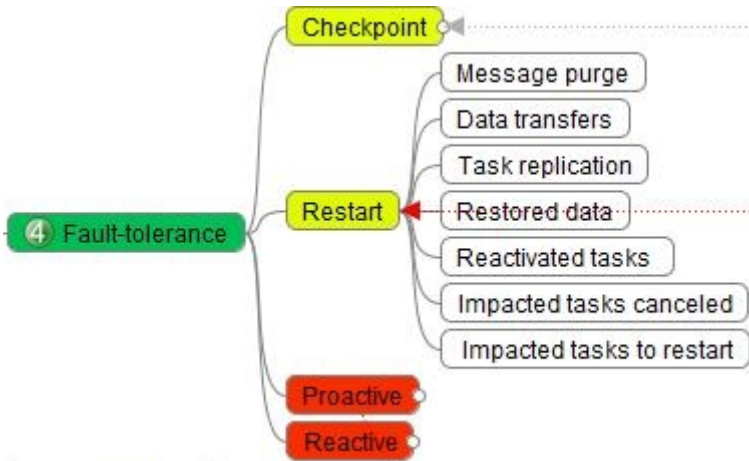 Checkpoint
Message purge
Data transfers
Task replication
Restart
Restored data
4 Fault-tolerance
Reactivated tasks
Impacted tasks canceled
Impacted tasks to restart
Proactive
Reactive